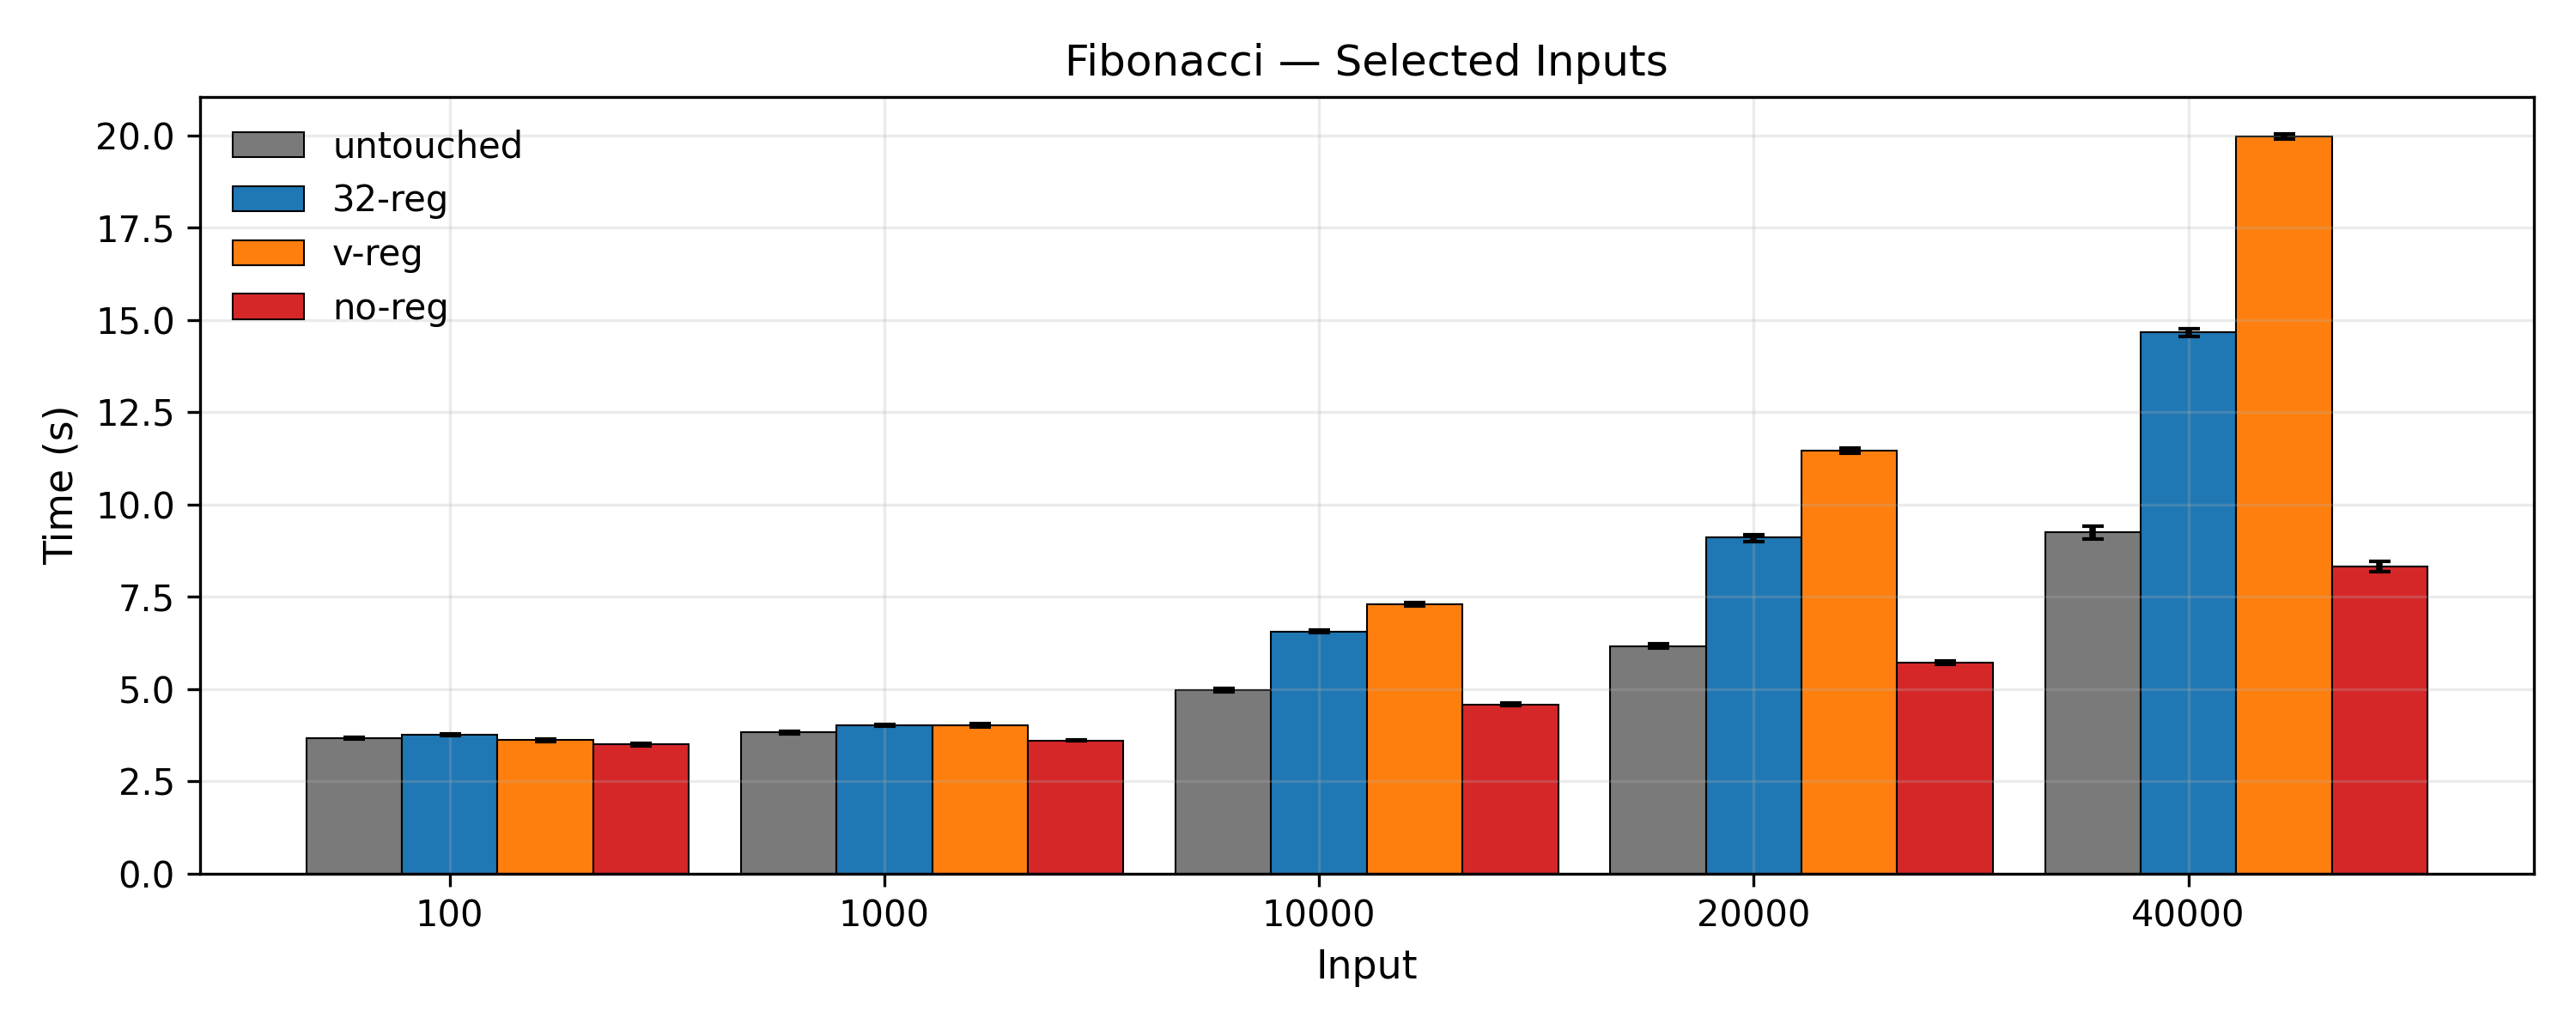 Fibonacci — Selected Inputs
untouched
32-reg
v-reg
no-reg
Time (s)
20.0
17.5
15.0
12.5
10.0
7.5
5.0
2.5
0.0
100 1000 10000 20000 40000
Input